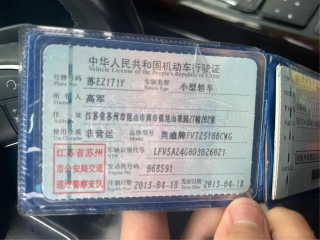 中华人民共和国机动车行驶证
Vehicle License of the People's Republic of China
号牌号码 苏EZ171Y 车辆类型 小型轿车
Plate No. Vehicle Type
所有人 高军
住址 江苏省苏州市昆山市周市镇
使用性质 非营运 品牌型号 奥迪牌FV7251BBCWG
江苏省苏州
市公安局交通
巡逻警察支队
车辆识别代号
VIN
发动机号码 068591
注册日期 2013-04-18 发证日期 2013-04-18